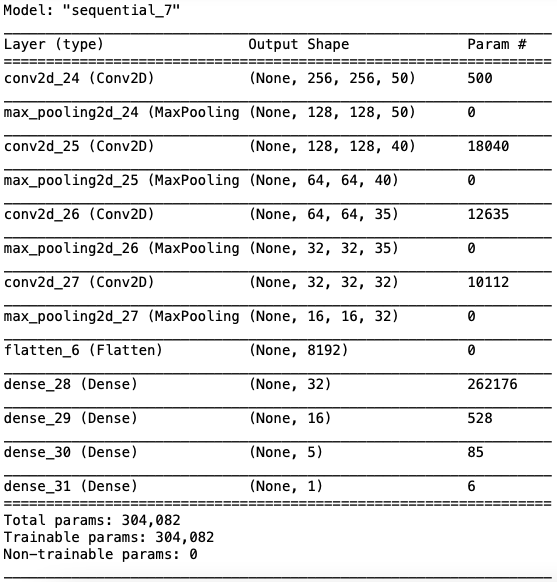 Model: "sequential_7"
Layer (type) Output Shape Param #
conv2d_24 (Conv2D) (None, 256, 256, 50) 500
max_pooling2d_24 (MaxPooling (None, 128, 128, 50) 0
conv2d_25 (Conv2D) (None, 128, 128, 40) 18040
max_pooling2d_25 (MaxPooling (None, 64, 64, 40) 0
conv2d_26 (Conv2D) (None, 64, 64, 35) 12635
max_pooling2d_26 (MaxPooling (None, 32, 32, 35) 0
conv2d_27 (Conv2D) (None, 32, 32, 32) 10112
max_pooling2d_27 (MaxPooling (None, 16, 16, 32) 0
flatten_6 (Flatten) (None, 8192) 0
dense_28 (Dense) (None, 32) 262176
dense_29 (Dense) (None, 16) 528
dense_30 (Dense) (None, 5) 85
dense_31 (Dense) (None, 1) 6
Total params: 304,082
Trainable params: 304,082
Non-trainable params: 0